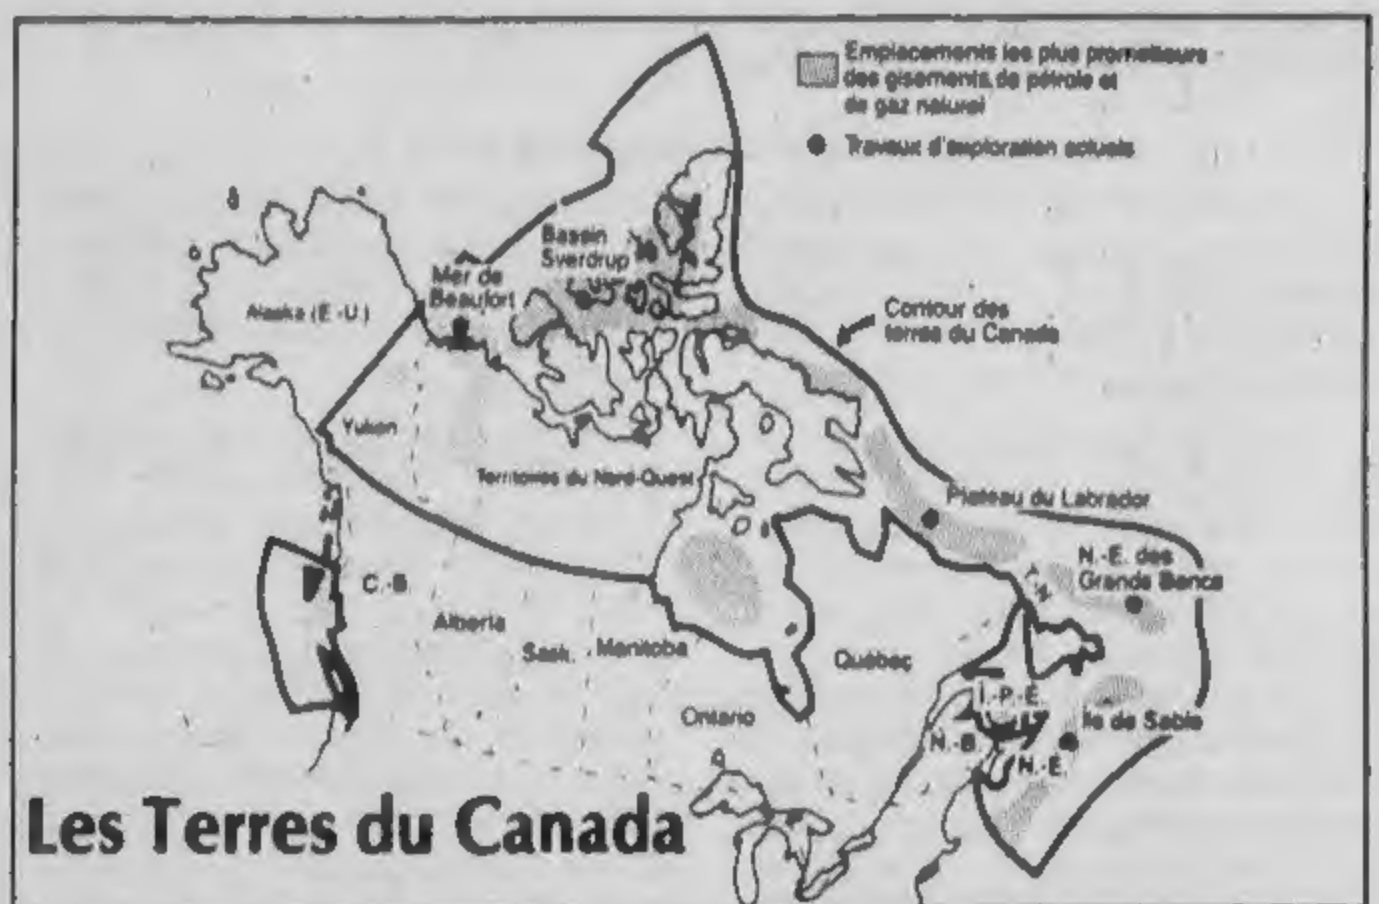 Emplacements les plus prometteurs
des gisements de pétrole et
de gaz naturel
Travaux d'exploration actuels
Bassin
Sverdrup
Mer de
Beaufort
Alaska (E.-U.)
Contour des
terres du Canada
Yukon
Territoires du Nord-Ouest
Plateau du Labrador
N.-E. des
Grands Bancs
C.-B.
Alberta
Sask.
Manitoba
Québec
Ontario
Î.-P.-É.
Île de Sable
N.-B.
N.-É.
Les Terres du Canada